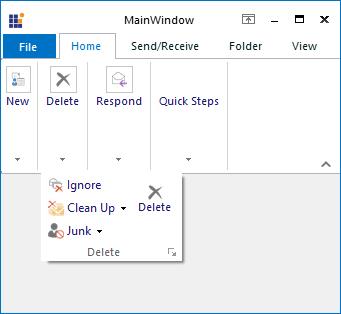 MainWindow
File Home Send/Receive Folder View
New Delete Respond Quick Steps
Ignore
Clean Up Delete
Junk
Delete